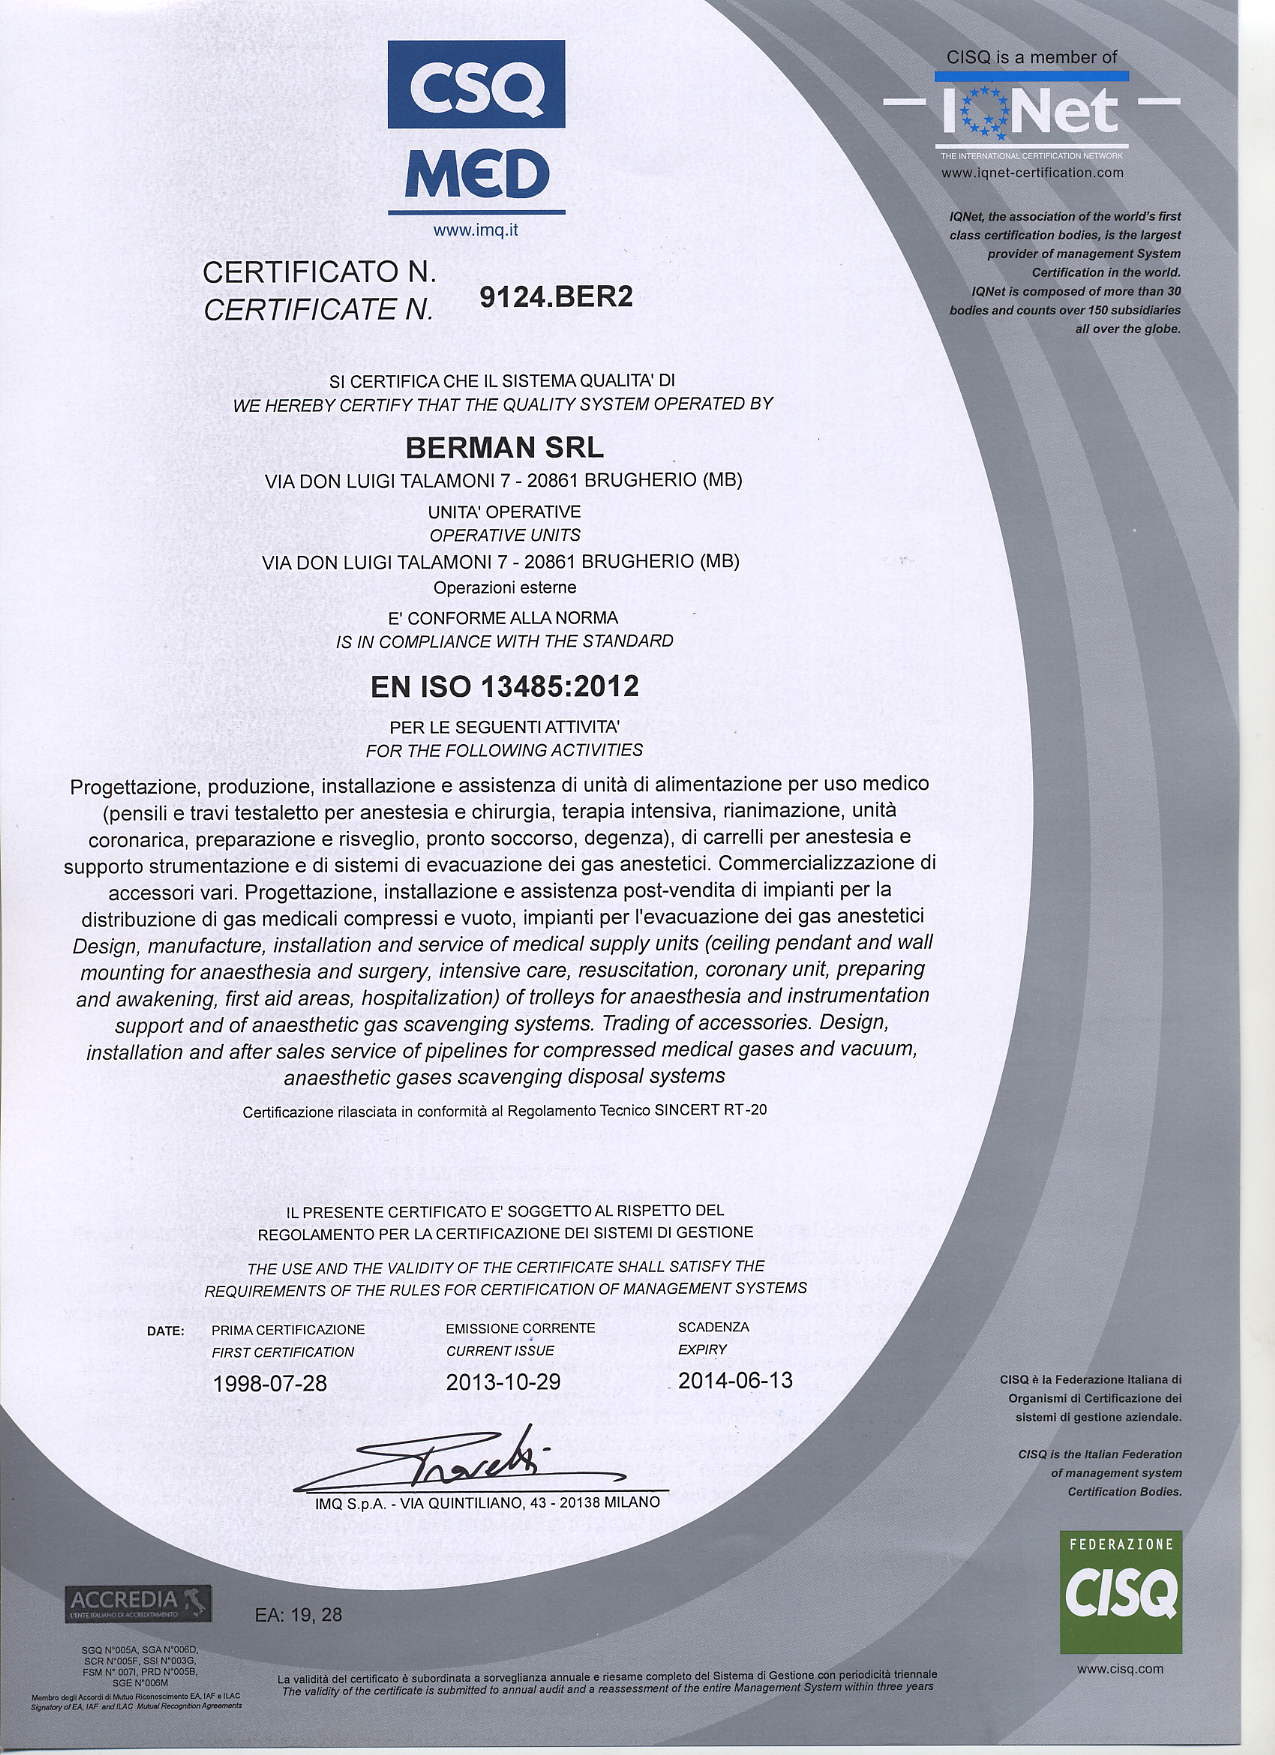 CSQ
MED
www.imq.it
CISQ is a member of
IQNet
THE INTERNATIONAL CERTIFICATION NETWORK
www.iqnet-certification.com
IQNet, the association of the world's first
class certification bodies, is the largest
provider of management System
Certification in the world.
IQNet is composed of more than 30
bodies and counts over 150 subsidiaries
all over the globe.
CERTIFICATO N.
CERTIFICATE N.
9124.BER2
SI CERTIFICA CHE IL SISTEMA QUALITA' DI
WE HEREBY CERTIFY THAT THE QUALITY SYSTEM OPERATED BY
BERMAN SRL
VIA DON LUIGI TALAMONI 7 - 20861 BRUGHERIO (MB)
UNITA' OPERATIVE
OPERATIVE UNITS
VIA DON LUIGI TALAMONI 7 - 20861 BRUGHERIO (MB)
Operazioni esterne
E' CONFORME ALLA NORMA
IS IN COMPLIANCE WITH THE STANDARD
EN ISO 13485:2012
PER LE SEGUENTI ATTIVITA'
FOR THE FOLLOWING ACTIVITIES
Progettazione, produzione, installazione e assistenza di unità di alimentazione per uso medico
(pensili e travi testaletto per anestesia e chirurgia, terapia intensiva, rianimazione, unità
coronarica, preparazione e risveglio, pronto soccorso, degenza), di carrelli per anestesia e
supporto strumentazione e di sistemi di evacuazione dei gas anestetici. Commercializzazione di
accessori vari. Progettazione, installazione e assistenza post-vendita di impianti per la
distribuzione di gas medicali compressi e vuoto, impianti per l'evacuazione dei gas anestetici
Design, manufacture, installation and service of medical supply units (ceiling pendant and wall
mounting for anaesthesia and surgery, intensive care, resuscitation, coronary unit, preparing
and awakening, first aid areas, hospitalization) of trolleys for anaesthesia and instrumentation
support and of anaesthetic gas scavenging systems. Trading of accessories. Design,
installation and after sales service of pipelines for compressed medical gases and vacuum,
anaesthetic gases scavenging disposal systems
Certificazione rilasciata in conformità al Regolamento Tecnico SINCERT RT-20
IL PRESENTE CERTIFICATO E' SOGGETTO AL RISPETTO DEL
REGOLAMENTO PER LA CERTIFICAZIONE DEI SISTEMI DI GESTIONE
THE USE AND THE VALIDITY OF THE CERTIFICATE SHALL SATISFY THE
REQUIREMENTS OF THE RULES FOR CERTIFICATION OF MANAGEMENT SYSTEMS
DATE: PRIMA CERTIFICAZIONE EMISSIONE CORRENTE SCADENZA
FIRST CERTIFICATION CURRENT ISSUE EXPIRY
1998-07-28 2013-10-29 2014-06-13
IMQ S.p.A. - VIA QUINTILIANO, 43 - 20138 MILANO
CISQ è la Federazione Italiana di
Organismi di Certificazione dei
sistemi di gestione aziendale.
CISQ is the Italian Federation
of management system
Certification Bodies.
FEDERAZIONE
CISQ
www.cisq.com
ACCREDIA
L'ENTE ITALIANO DI ACCREDITAMENTO
EA: 19, 28
SGQ N°005A, SGA N°006D,
SCR N°005F, SSI N°003G,
FSM N° 007I, PRD N°005B,
SGE N°006M
Membro degli Accordi di Mutuo Riconoscimento EA, IAF e ILAC
Signatory of EA, IAF and ILAC Mutual Recognition Agreements
La validità del certificato è subordinata a sorveglianza annuale e riesame completo del Sistema di Gestione con periodicità triennale
The validity of the certificate is submitted to annual audit and a reassessment of the entire Management System within three years